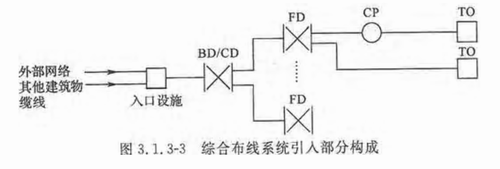 FD
CP
TO
BD/CD
TO
外部网络
其他建筑物
缆线
入口设施
FD
图 3.1.3-3 综合布线系统引入部分构成